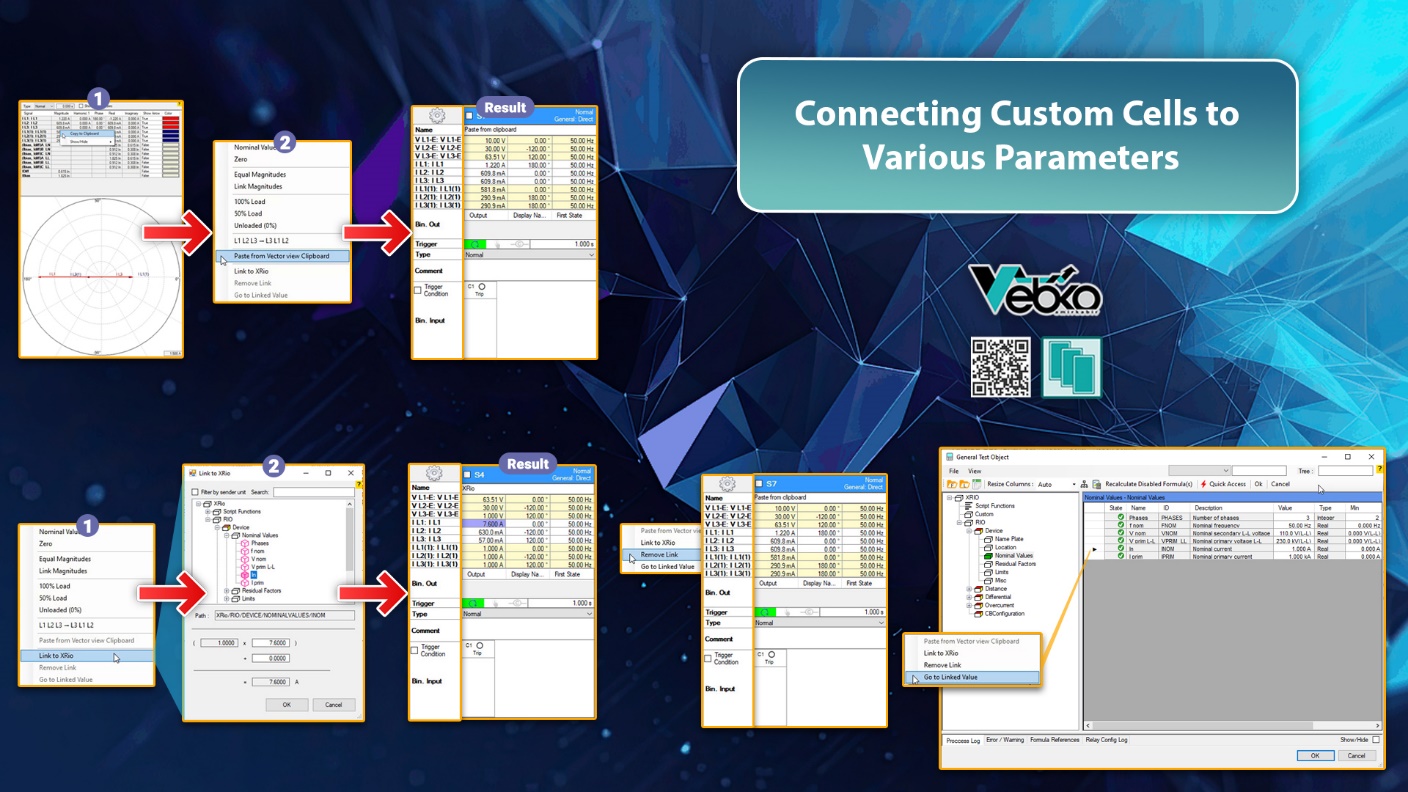 Connecting Custom Cells to
Various Parameters
Vebxo
amirkabir
1
2
Nominal Value
Zero
Equal Magnitudes
Link Magnitudes
100% Load
50% Load
Unloaded (0%)
L1 L2 L3 -> L3 L1 L2
Paste from Vector view Clipboard
Link to XRio
Remove Link
Go to Linked Value
Result
Normal
General: Direct
Name
Paste from clipboard
V L1-E: V L1-E 10.00 V 0.00 ° 50.00 Hz
V L2-E: V L2-E 30.00 V -120.00 ° 50.00 Hz
V L3-E: V L3-E 63.51 V 120.00 ° 50.00 Hz
I L1: I L1 1.220 A 180.00 ° 50.00 Hz
I L2: I L2 609.8 mA 0.00 ° 50.00 Hz
I L3: I L3 609.8 mA 0.00 ° 50.00 Hz
I L1(1): I L1(1) 581.8 mA 0.00 ° 50.00 Hz
I L2(1): I L2(1) 290.9 mA 180.00 ° 50.00 Hz
I L3(1): I L3(1) 290.9 mA 180.00 ° 50.00 Hz
Output Display Na... First State
Bin. Out
Trigger 1.000 s
Type Normal
Comment
Trigger
Condition
C1
Trip
Bin. Input
1
Zero
Equal Magnitudes
Link Magnitudes
100% Load
50% Load
Unloaded (0%)
L1 L2 L3 -> L3 L1 L2
Paste from Vector view Clipboard
Link to XRio
Remove Link
Go to Linked Value
2
Link to XRio
Filter by sender unit Search:
XRio
Script Functions
RIO
Device
Nominal Values
Phases
f nom
V nom
V prim L-L
In
I prim
Residual Factors
Limits
Path : XRio/RIO/DEVICE/NOMINALVALUES/INOM
( 1.0000 x 7.6000 )
+ 0.0000
= 7.6000 A
OK Cancel
Result
S4
Normal
General: Direct
Name XRio
V L1-E: V L1-E 63.51 V 0.00 ° 50.00 Hz
V L2-E: V L2-E 30.00 V -120.00 ° 50.00 Hz
V L3-E: V L3-E 1.000 V 120.00 ° 50.00 Hz
I L1: I L1 7.600 A 0.00 ° 50.00 Hz
I L2: I L2 630.0 mA -120.00 ° 50.00 Hz
I L3: I L3 57.00 mA 120.00 ° 50.00 Hz
I L1(1): I L1(1) 1.000 A 0.00 ° 50.00 Hz
I L2(1): I L2(1) 1.000 A -120.00 ° 50.00 Hz
I L3(1): I L3(1) 1.000 A 120.00 ° 50.00 Hz
Output Display Na... First State
Bin. Out
Trigger 1.000 s
Type Normal
Comment
Trigger
Condition
C1
Trip
Bin. Input
Link to XRio
Remove Link
Go to Linked Value
S7
Normal
General: Direct
Name Paste from clipboard
V L1-E: V L1-E 10.00 V 0.00 ° 50.00 Hz
V L2-E: V L2-E 30.00 V -120.00 ° 50.00 Hz
V L3-E: V L3-E 63.51 V 120.00 ° 50.00 Hz
I L1: I L1 1.220 A 180.00 ° 50.00 Hz
I L2: I L2 609.8 mA 0.00 ° 50.00 Hz
I L3: I L3 609.8 mA 0.00 ° 50.00 Hz
I L1(1): I L1(1) 581.8 mA 0.00 ° 50.00 Hz
I L2(1): I L2(1) 290.9 mA 180.00 ° 50.00 Hz
I L3(1): I L3(1) 290.9 mA 180.00 ° 50.00 Hz
Output Display Na... First State
Bin. Out
Trigger 1.000 s
Type Normal
Comment
Trigger
Condition
C1
Trip
Bin. Input
General Test Object
File View Tree :
Resize Columns : Auto Recalculate Disabled Formula(s) Quick Access Ok Cancel
XRIO
Script Functions
Custom
RIO
Device
Name Plate
Location
Nominal Values
Residual Factors
Limits
Misc
Distance
Differential
Overcurrent
CBConfiguration
Nominal Values - Nominal Values
State Name ID Description Value Type Min
Phases PHASES Number of phases 3 Integer 2
f nom FNOM Nominal frequency 50.00 Hz Real 0.000 Hz
V nom VNOM Nominal secondary L-L voltage 110.0 V(L-L) Real 0.000 V(L-L)
V prim L-L VPRIM LL Nominal primary voltage L-L 230.0 kV(L-L) Real 0.000 V(L-L)
In INOM Nominal current 1.000 A Real 0.000 A
I prim IPRIM Nominal primary current 1.000 kA Real 0.000 A
Paste from Vector view Clipboard
Link to XRio
Remove Link
Go to Linked Value
Proccess Log Error / Warning Formula References Relay Config Log Show/Hide
OK Cancel